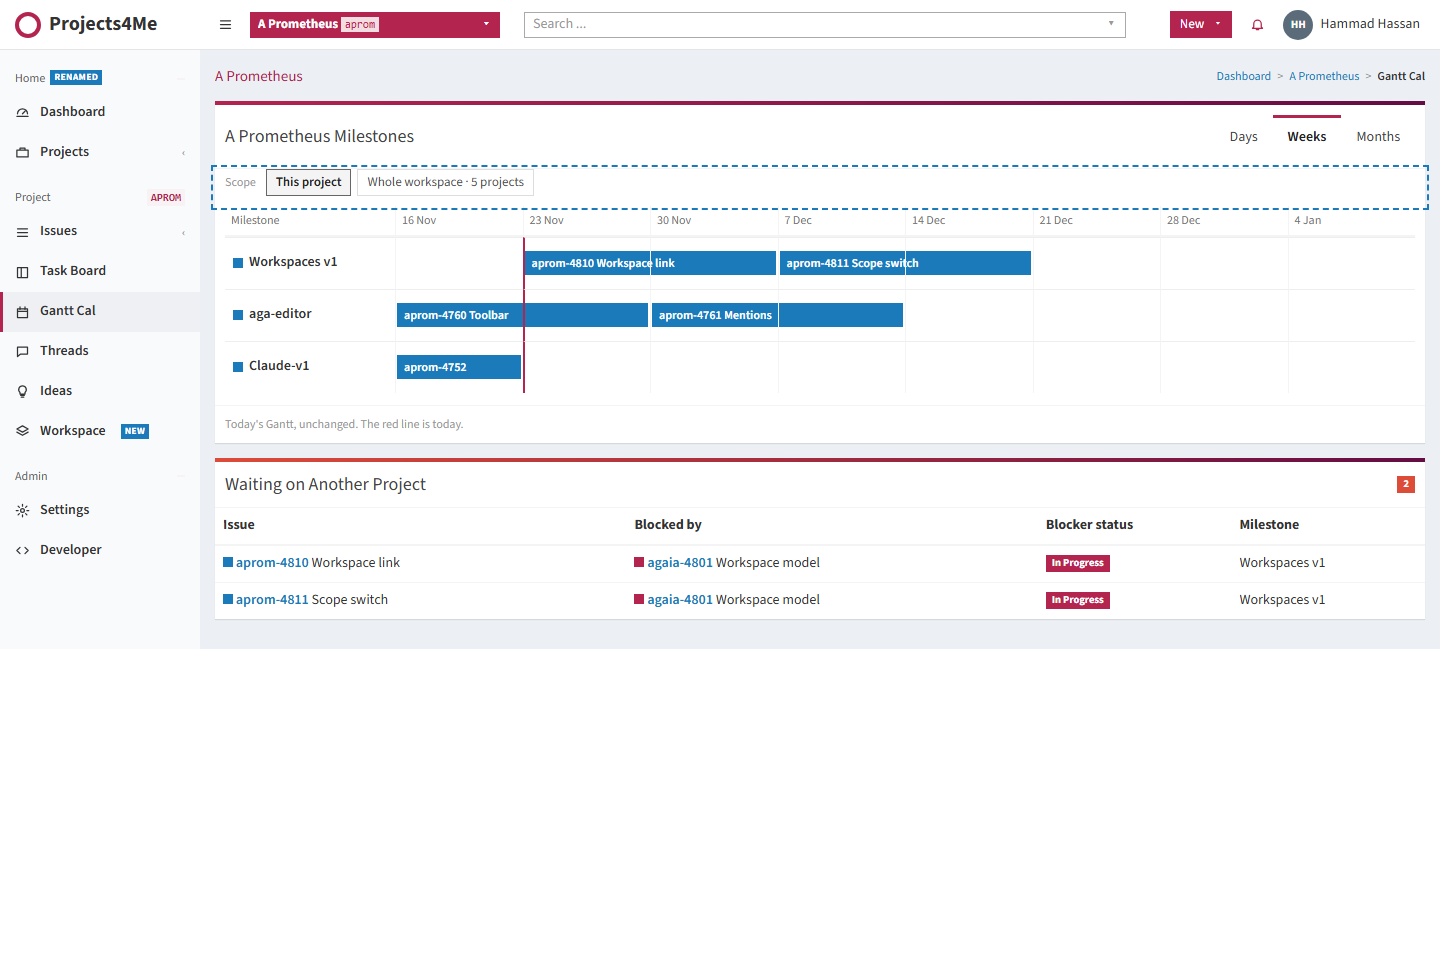 Projects4Me
A Prometheus aprom
Search ...
New
HH
Hammad Hassan
Home RENAMED
Dashboard
Projects
Project APROM
Issues
Task Board
Gantt Cal
Threads
Ideas
Workspace NEW
Admin
Settings
Developer
A Prometheus
Dashboard > A Prometheus > Gantt Cal
A Prometheus Milestones
Days Weeks Months
Scope This project Whole workspace · 5 projects
Milestone 16 Nov 23 Nov 30 Nov 7 Dec 14 Dec 21 Dec 28 Dec 4 Jan
Workspaces v1 aprom-4810 Workspace link aprom-4811 Scope switch
aga-editor aprom-4760 Toolbar aprom-4761 Mentions
Claude-v1 aprom-4752
Today's Gantt, unchanged. The red line is today.
Waiting on Another Project 2
Issue Blocked by Blocker status Milestone
aprom-4810 Workspace link agaia-4801 Workspace model In Progress Workspaces v1
aprom-4811 Scope switch agaia-4801 Workspace model In Progress Workspaces v1